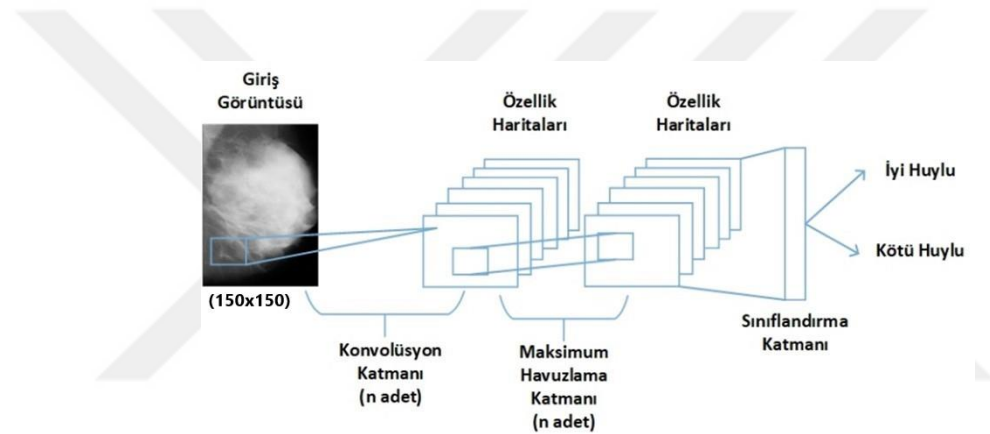 Giriş
Görüntüsü
(150x150)
Konvolüsyon
Katmanı
(n adet)
Özellik
Haritaları
Maksimum
Havuzlama
Katmanı
(n adet)
Özellik
Haritaları
Sınıflandırma
Katmanı
İyi Huylu
Kötü Huylu